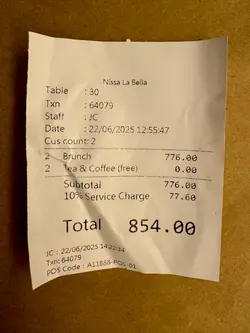 Nissa La Bella
Table : 30
Txn : 64079
Staff : JC
Date : 22/06/2025 12:55:47
Cus count: 2
2 Brunch 776.00
2 Tea & Coffee (free) 0.00
Subtotal 776.00
10% Service Charge 77.60
Total 854.00
JC : 22/06/2025 14:22:14
Txn: 64079
POS Code : A11888-POS-01